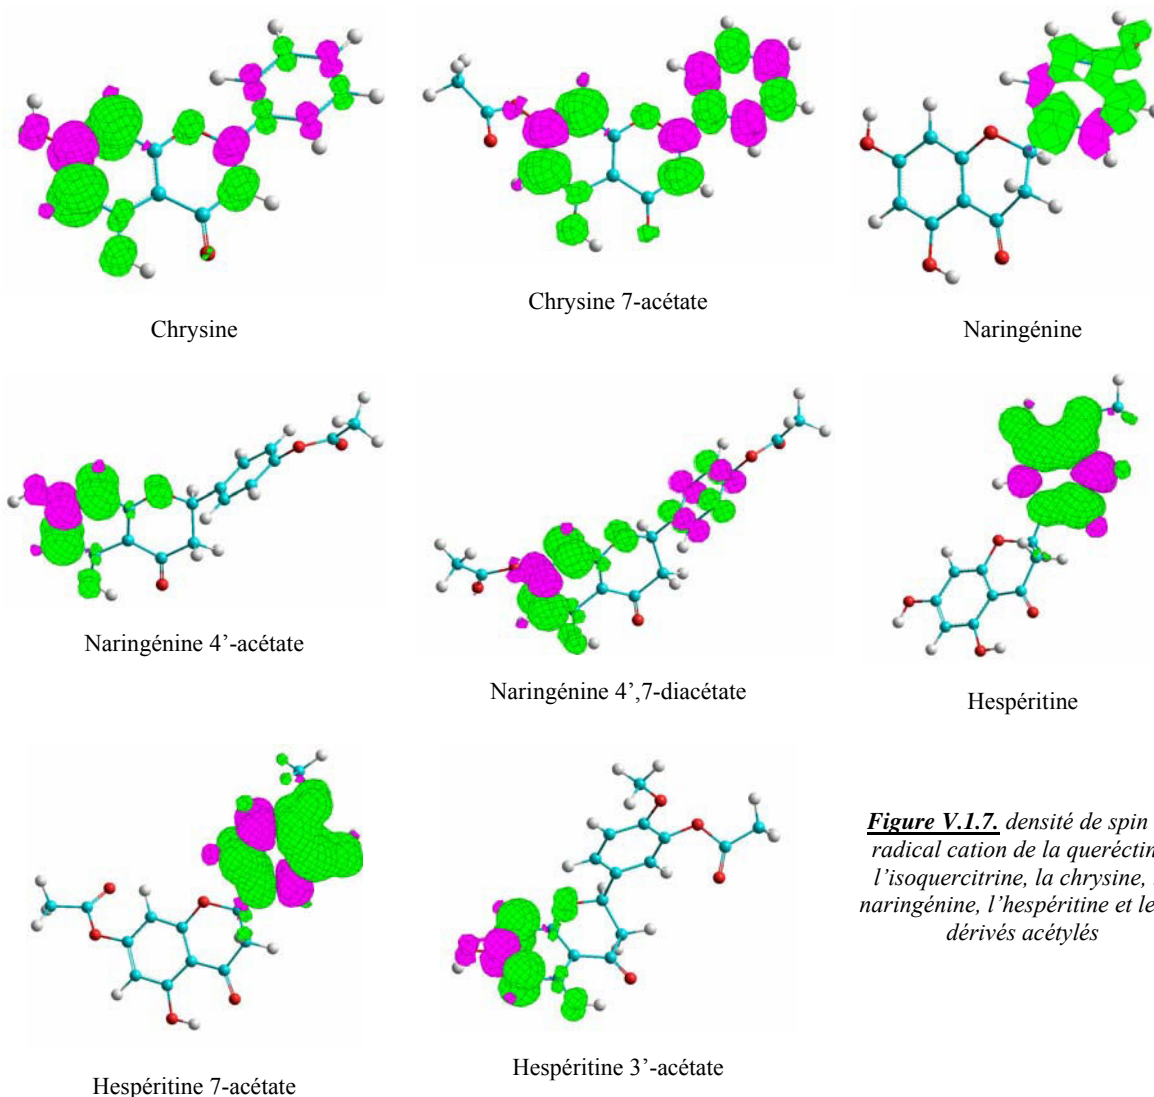 Chrysine
Chrysine 7-acétate
Naringénine
Naringénine 4’-acétate
Naringénine 4’,7-diacétate
Hespéritine
Figure V.1.7. densité de spin
radical cation de la queréctin
l’isoquercitrine, la chrysine,
naringénine, l’hespéritine et le
dérivés acétylés
Hespéritine 7-acétate
Hespéritine 3’-acétate